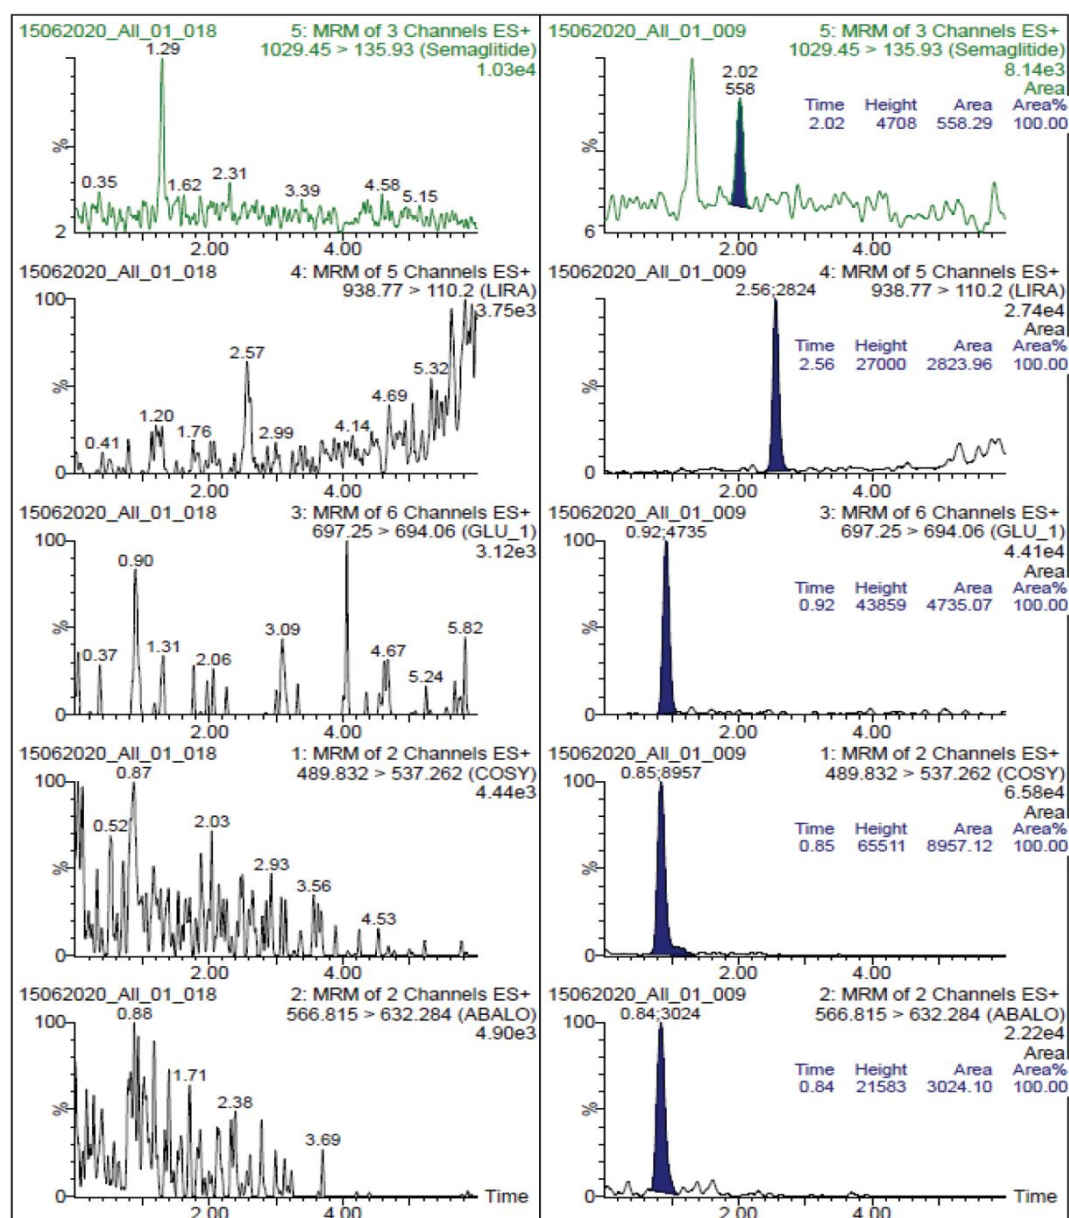 15062020_All_01_018
5: MRM of 3 Channels ES+
1029.45 > 135.93 (Semaglitide)
1.03e4
1.29
%
0.35
1.62
2.31
3.39
4.58
5.15
2
2.00
4.00
15062020_All_01_009
5: MRM of 3 Channels ES+
1029.45 > 135.93 (Semaglitide)
8.14e3
Area
2.02
558
Time Height Area Area%
2.02 4708 558.29 100.00
%
6
2.00
4.00
15062020_All_01_018
4: MRM of 5 Channels ES+
938.77 > 110.2 (LIRA)
3.75e3
100
%
0
0.41
1.20
1.76
2.57
2.99
4.14
4.69
5.32
2.00
4.00
15062020_All_01_009
4: MRM of 5 Channels ES+
938.77 > 110.2 (LIRA)
2.74e4
Area
2.56;2824
Time Height Area Area%
2.56 27000 2823.96 100.00
100
%
0
2.00
4.00
15062020_All_01_018
3: MRM of 6 Channels ES+
697.25 > 694.06 (GLU_1)
3.12e3
100
%
0
0.37
0.90
1.31
2.06
3.09
4.67
5.24
5.82
2.00
4.00
15062020_All_01_009
3: MRM of 6 Channels ES+
697.25 > 694.06 (GLU_1)
4.41e4
Area
0.92;4735
Time Height Area Area%
0.92 43859 4735.07 100.00
100
%
0
2.00
4.00
15062020_All_01_018
1: MRM of 2 Channels ES+
489.832 > 537.262 (COSY)
4.44e3
100
%
0
0.52
0.87
2.03
2.93
3.56
4.53
2.00
4.00
15062020_All_01_009
1: MRM of 2 Channels ES+
489.832 > 537.262 (COSY)
6.58e4
Area
0.85;8957
Time Height Area Area%
0.85 65511 8957.12 100.00
100
%
0
2.00
4.00
15062020_All_01_018
2: MRM of 2 Channels ES+
566.815 > 632.284 (ABALO)
4.90e3
100
%
0
0.88
1.71
2.38
3.69
Time
2.00
4.00
15062020_All_01_009
2: MRM of 2 Channels ES+
566.815 > 632.284 (ABALO)
2.22e4
Area
0.84;3024
Time Height Area Area%
0.84 21583 3024.10 100.00
100
%
0
Time
2.00
4.00